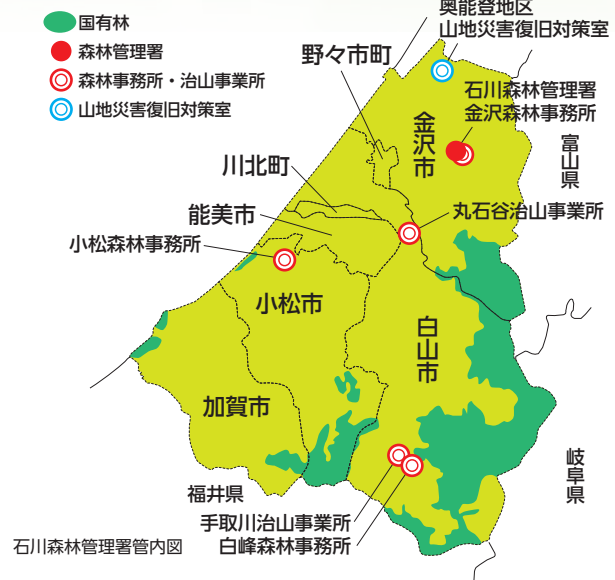 国有林
森林管理署
森林事務所・治山事業所
山地災害復旧対策室
奥能登地区
山地災害復旧対策室
野々市町
石川森林管理署
金沢森林事務所
金沢市
富山県
川北町
能美市
丸石谷治山事業所
小松森林事務所
小松市
白山市
加賀市
岐阜県
福井県
手取川治山事業所
白峰森林事務所
石川森林管理署管内図